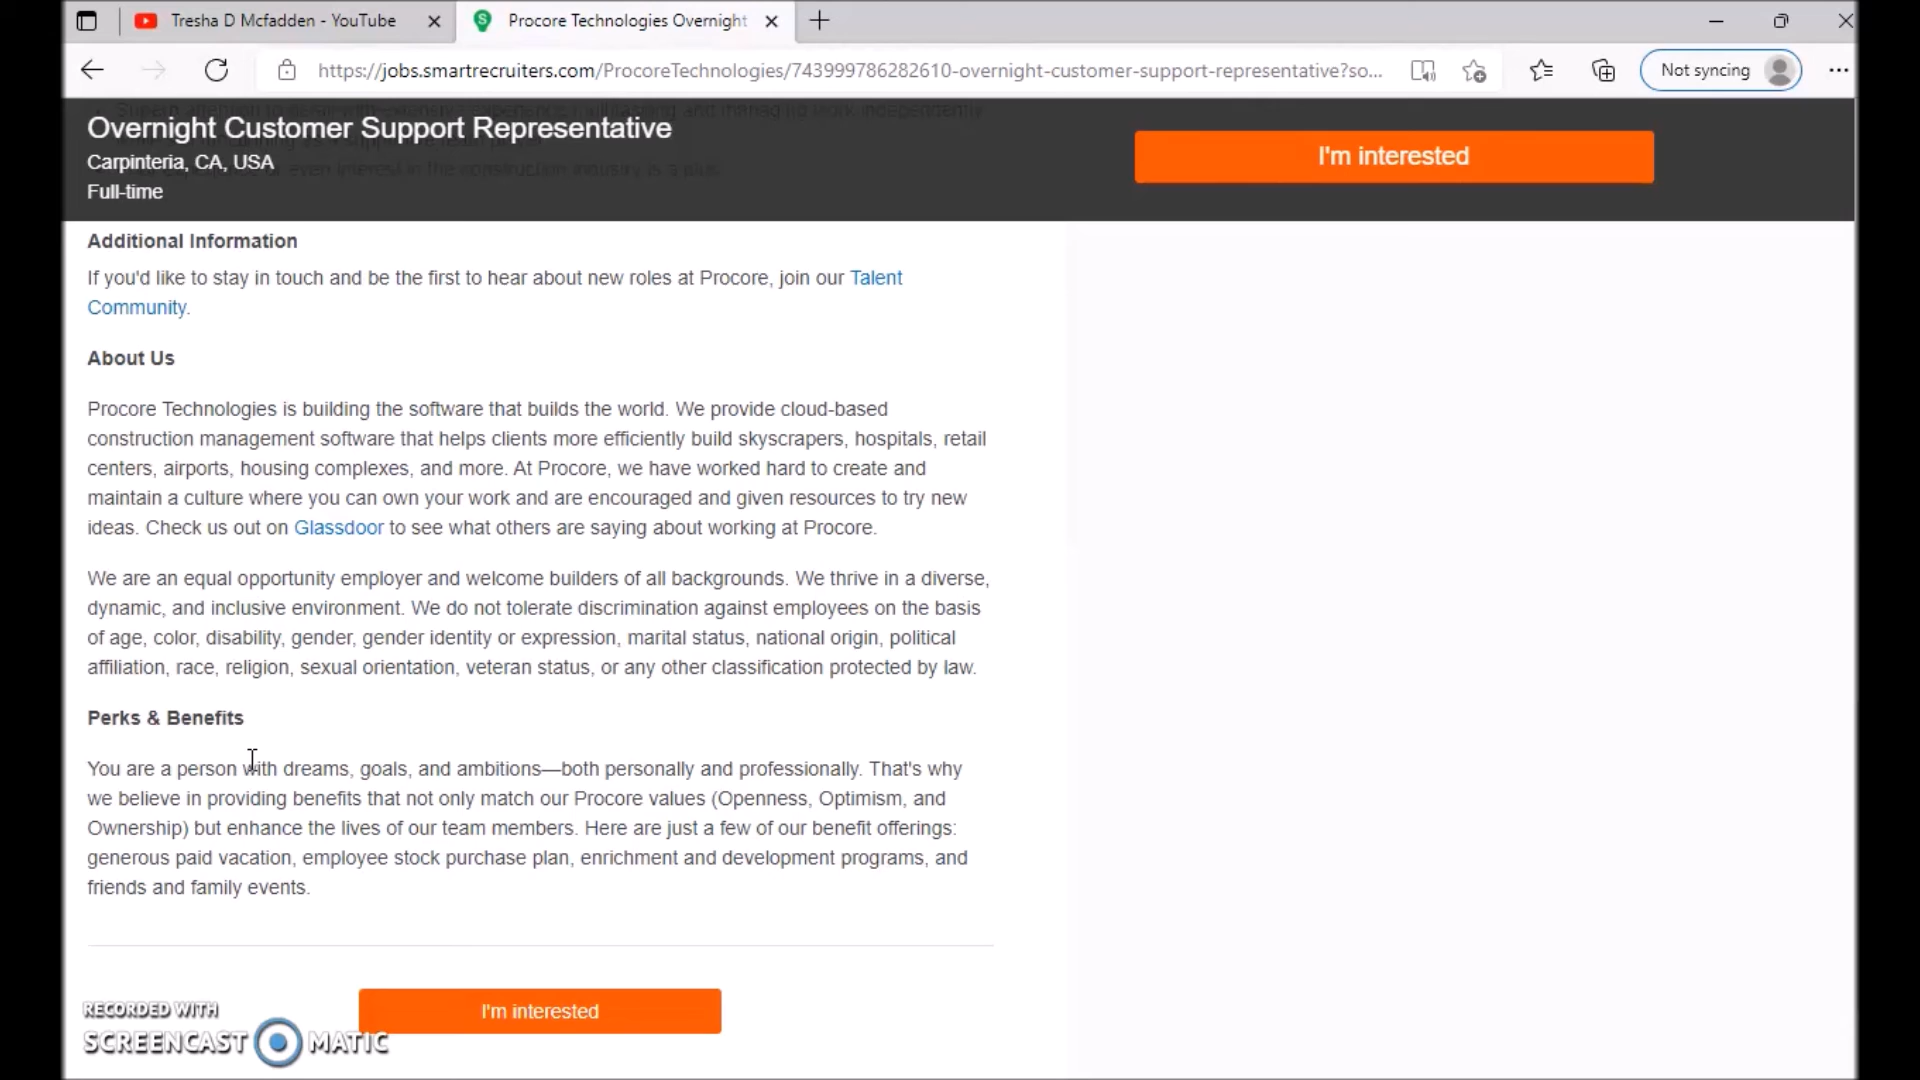 Tresha D Mcfadden - YouTube
Procore Technologies Overnight
https://jobs.smartrecruiters.com/ProcoreTechnologies/743999786282610-overnight-customer-support-representative?so...
Not syncing
Overnight Customer Support Representative
Carpinteria, CA, USA
Full-time
I'm interested
Additional Information
If you'd like to stay in touch and be the first to hear about new roles at Procore, join our Talent
Community.
About Us
Procore Technologies is building the software that builds the world. We provide cloud-based
construction management software that helps clients more efficiently build skyscrapers, hospitals, retail
centers, airports, housing complexes, and more. At Procore, we have worked hard to create and
maintain a culture where you can own your work and are encouraged and given resources to try new
ideas. Check us out on Glassdoor to see what others are saying about working at Procore.
We are an equal opportunity employer and welcome builders of all backgrounds. We thrive in a diverse,
dynamic, and inclusive environment. We do not tolerate discrimination against employees on the basis
of age, color, disability, gender, gender identity or expression, marital status, national origin, political
affiliation, race, religion, sexual orientation, veteran status, or any other classification protected by law.
Perks & Benefits
You are a person with dreams, goals, and ambitions—both personally and professionally. That's why
we believe in providing benefits that not only match our Procore values (Openness, Optimism, and
Ownership) but enhance the lives of our team members. Here are just a few of our benefit offerings:
generous paid vacation, employee stock purchase plan, enrichment and development programs, and
friends and family events.
I'm interested
RECORDED WITH
SCREENCAST MATIC